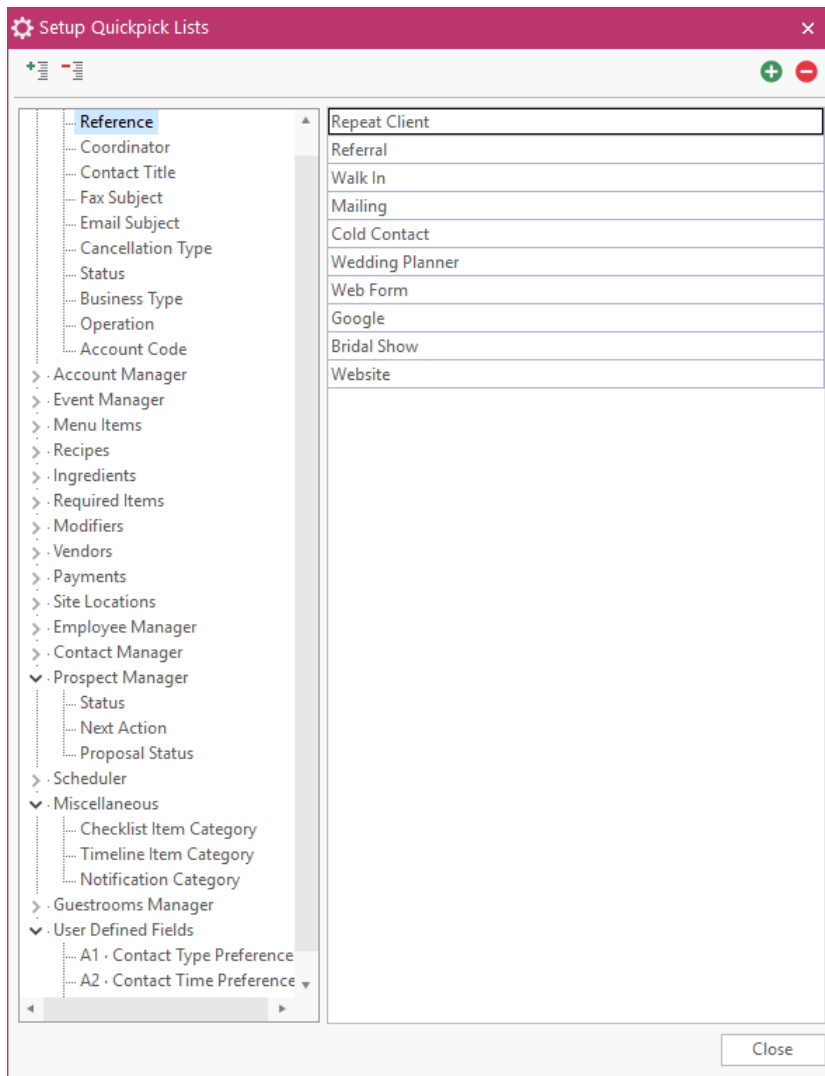 Setup Quickpick Lists
Reference
Coordinator
Contact Title
Fax Subject
Email Subject
Cancellation Type
Status
Business Type
Operation
Account Code
Account Manager
Event Manager
Menu Items
Recipes
Ingredients
Required Items
Modifiers
Vendors
Payments
Site Locations
Employee Manager
Contact Manager
Prospect Manager
Status
Next Action
Proposal Status
Scheduler
Miscellaneous
Checklist Item Category
Timeline Item Category
Notification Category
Guestrooms Manager
User Defined Fields
A1 · Contact Type Preference
A2 · Contact Time Preference
Repeat Client
Referral
Walk In
Mailing
Cold Contact
Wedding Planner
Web Form
Google
Bridal Show
Website
Close